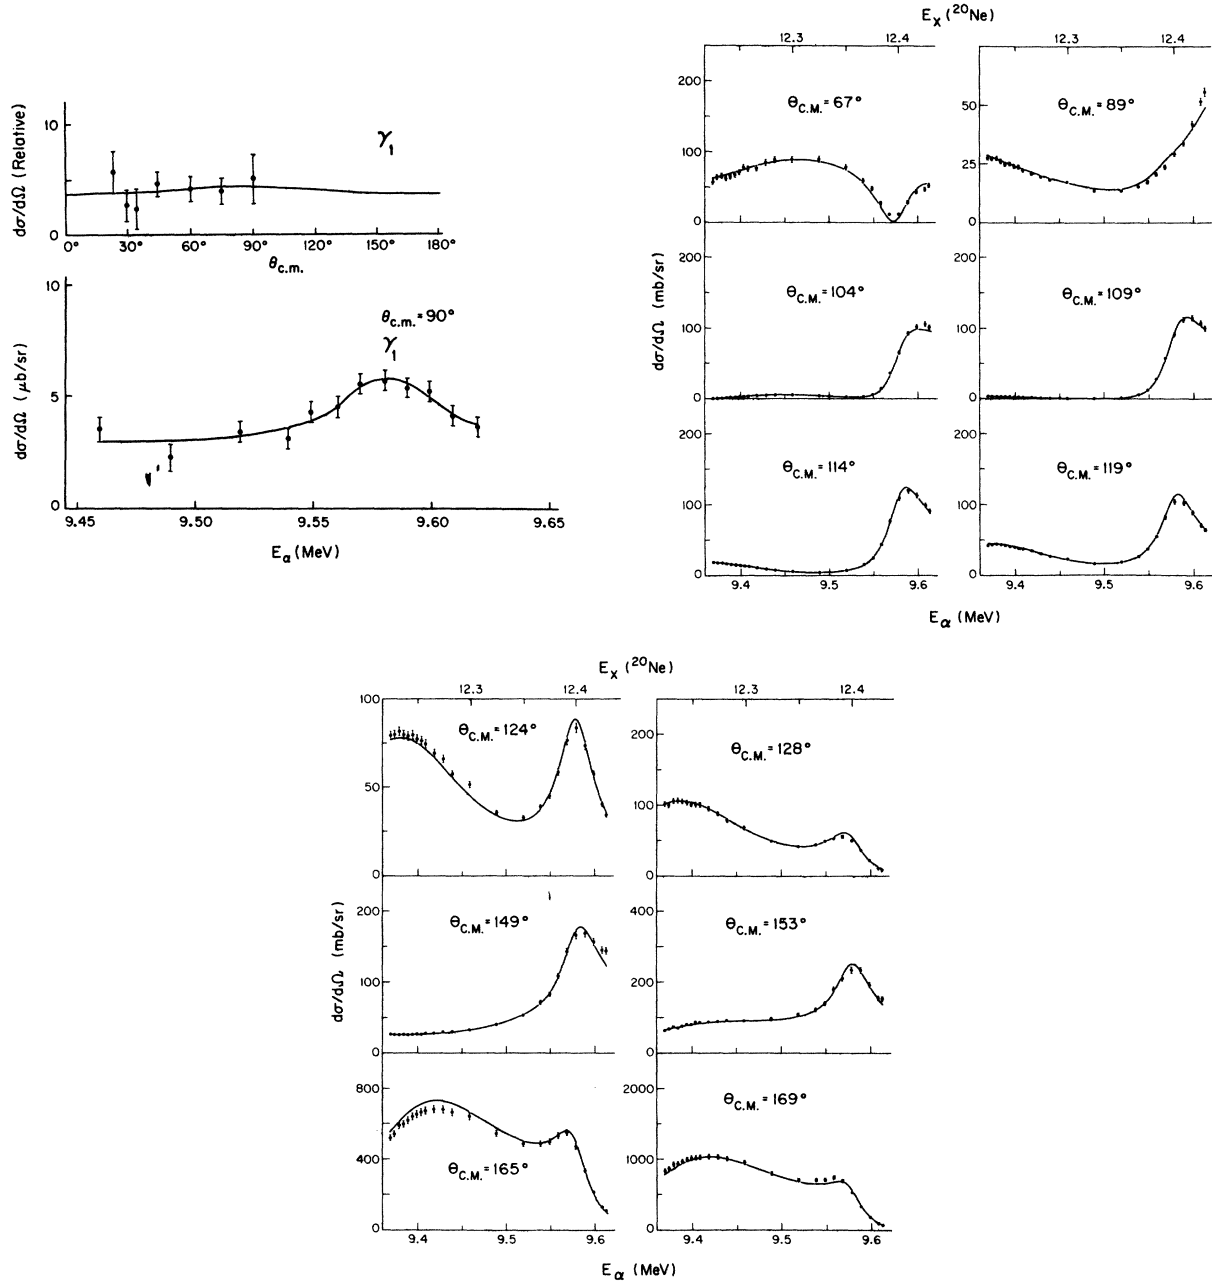 dσ/dΩ (Relative)
10
5
0
γ₁
0° 30° 60° 90° 120° 150° 180°
θc.m.
dσ/dΩ (μb/sr)
10
5
0
θc.m. = 90°
γ₁
9.45 9.50 9.55 9.60 9.65
Eα (MeV)
Eχ (²⁰Ne)
12.3 12.4 12.3 12.4
dσ/dΩ (mb/sr)
200
100
0
θC.M. = 67°
50
25
0
θC.M. = 89°
200
100
0
θC.M. = 104°
200
100
0
θC.M. = 109°
200
100
0
θC.M. = 114°
200
100
0
θC.M. = 119°
9.4 9.5 9.6 9.4 9.5 9.6
Eα (MeV)
Eχ (²⁰Ne)
12.3 12.4 12.3 12.4
dσ/dΩ (mb/sr)
100
50
0
θC.M. = 124°
200
100
0
θC.M. = 128°
200
100
0
θC.M. = 149°
400
200
0
θC.M. = 153°
800
400
0
θC.M. = 165°
2000
1000
0
θC.M. = 169°
9.4 9.5 9.6 9.4 9.5 9.6
Eα (MeV)